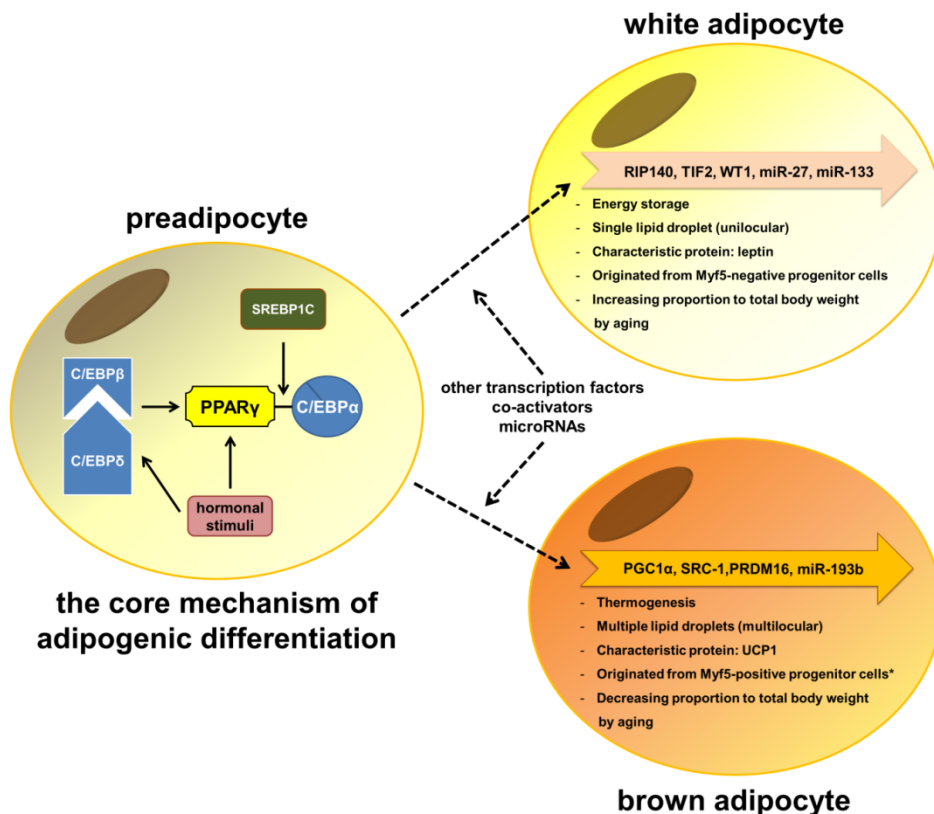 white adipocyte
RIP140, TIF2, WT1, miR-27, miR-133
- Energy storage
- Single lipid droplet (unilocular)
- Characteristic protein: leptin
- Originated from Myf5-negative progenitor cells
- Increasing proportion to total body weight
by aging
preadipocyte
SREBP1C
C/EBPβ
PPARγ
C/EBPα
C/EBPδ
hormonal
stimuli
the core mechanism of
adipogenic differentiation
other transcription factors
co-activators
microRNAs
PGC1α, SRC-1,PRDM16, miR-193b
- Thermogenesis
- Multiple lipid droplets (multilocular)
- Characteristic protein: UCP1
- Originated from Myf5-positive progenitor cells*
- Decreasing proportion to total body weight
by aging
brown adipocyte